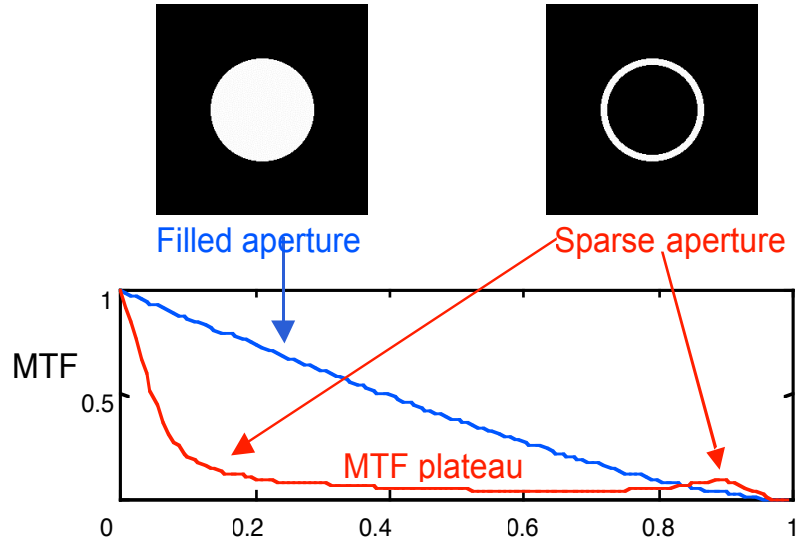 Filled aperture
Sparse aperture
1
MTF
0.5
MTF plateau
0 0.2 0.4 0.6 0.8 1